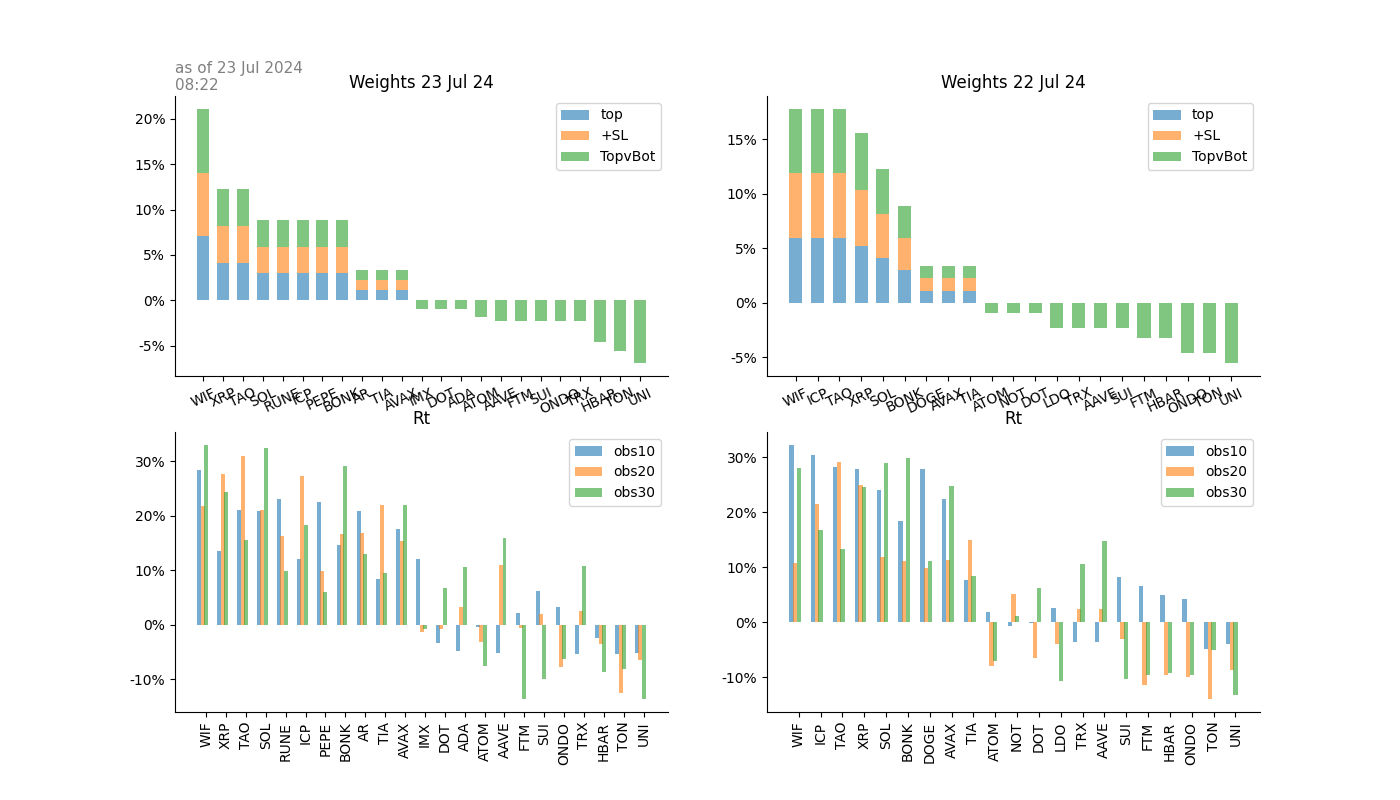 as of 23 Jul 2024
08:22
Weights 23 Jul 24
20%
15%
10%
5%
0%
-5%
top
+SL
TopvBot
WIF XRP TAO SOL RUNE ICP PEPE BONK AR TIA AVAX IMX DOT ADA ATOM AAVE FTM SUI ONDO TRX HBAR TON UNI
Weights 22 Jul 24
15%
10%
5%
0%
-5%
top
+SL
TopvBot
WIF ICP TAO XRP SOL BONK DOGE AVAX TIA ATOM NOT DOT LDO TRX AAVE SUI FTM HBAR ONDO TON UNI
Rt
30%
20%
10%
0%
-10%
obs10
obs20
obs30
WIF XRP TAO SOL RUNE ICP PEPE BONK AR TIA AVAX IMX DOT ADA ATOM AAVE FTM SUI ONDO TRX HBAR TON UNI
Rt
30%
20%
10%
0%
-10%
obs10
obs20
obs30
WIF ICP TAO XRP SOL BONK DOGE AVAX TIA ATOM NOT DOT LDO TRX AAVE SUI FTM HBAR ONDO TON UNI